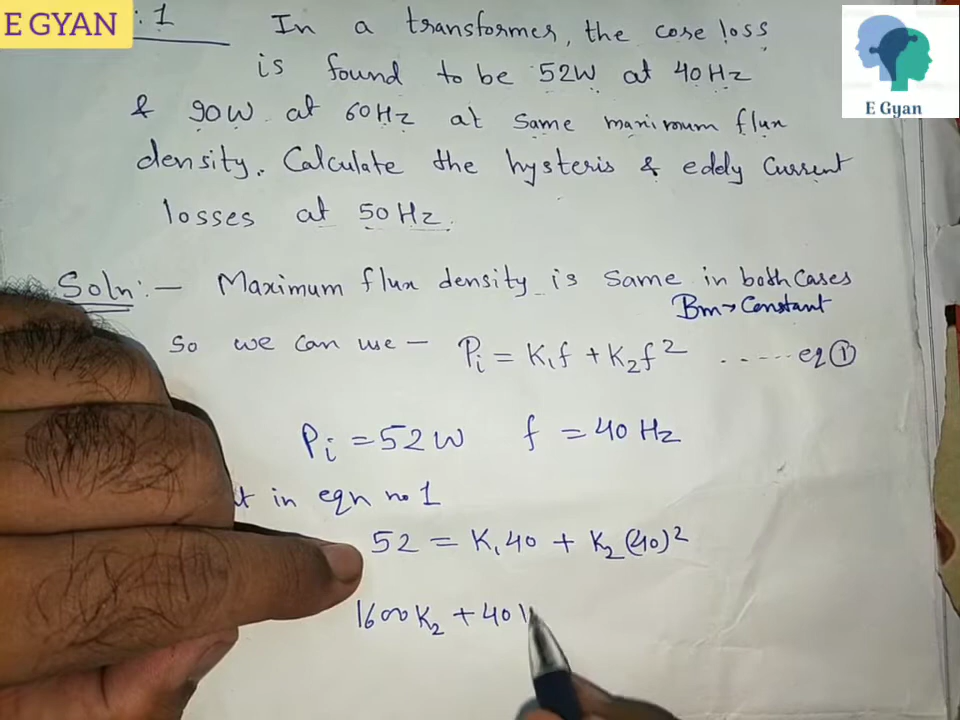 E GYAN
: 1 In a transformer, the core loss
is found to be 52W at 40Hz
& 90W at 60Hz at same maximum flux
density. Calculate the hysteris & eddy current
losses at 50Hz.
E Gyan
Soln:- Maximum flux density is same in both cases
Bm→Constant
So we can use - Pi = K₁f + K₂f² ...... eq ①
Pi = 52W f = 40 Hz
in eqn no 1
52 = K₁40 + K₂(40)²
1600K₂ + 40